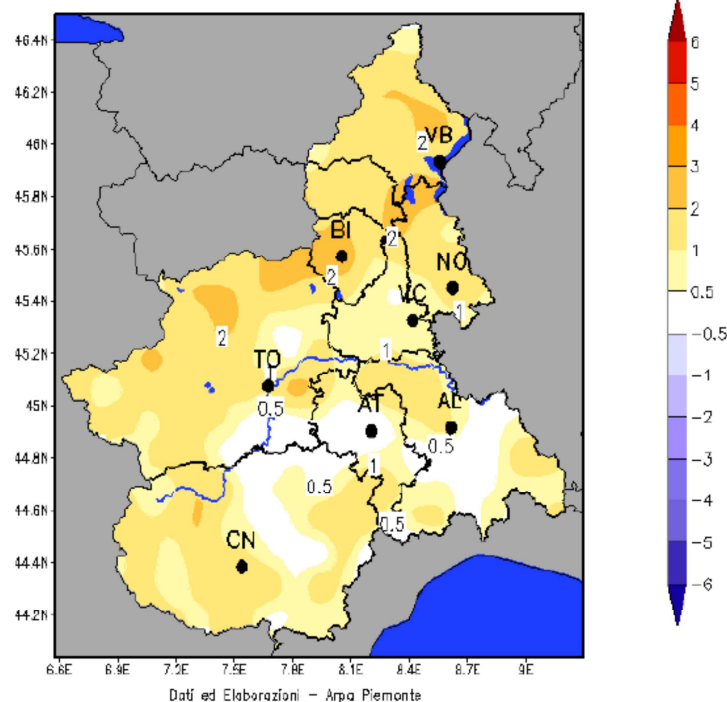 6
5
4
3
2
1
0.5
-0.5
-1
-2
-3
-4
-5
-6
46.4N
46.2N
46N
45.8N
45.6N
45.4N
45.2N
45N
44.8N
44.6N
44.4N
44.2N
VB
2
BI
2
2
NO
VC
1
2
1
TO
0.5
AT
AL
0.5
1
0.5
0.5
CN
6.6E 6.9E 7.2E 7.5E 7.8E 8.1E 8.4E 8.7E 9E
Dati ed Elaborazioni - Arpa Piemonte